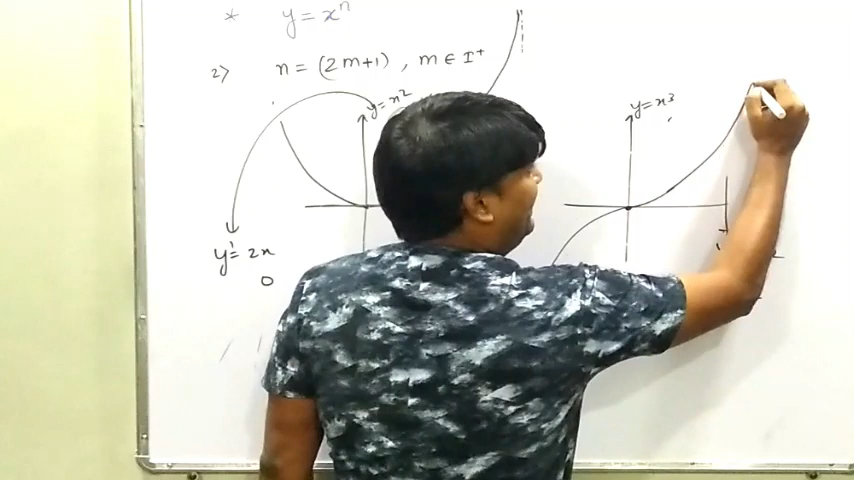 * y = xⁿ
2) n = (2m+1) , m ∈ I⁺
y = x²
y = x³
y' = 2x
0